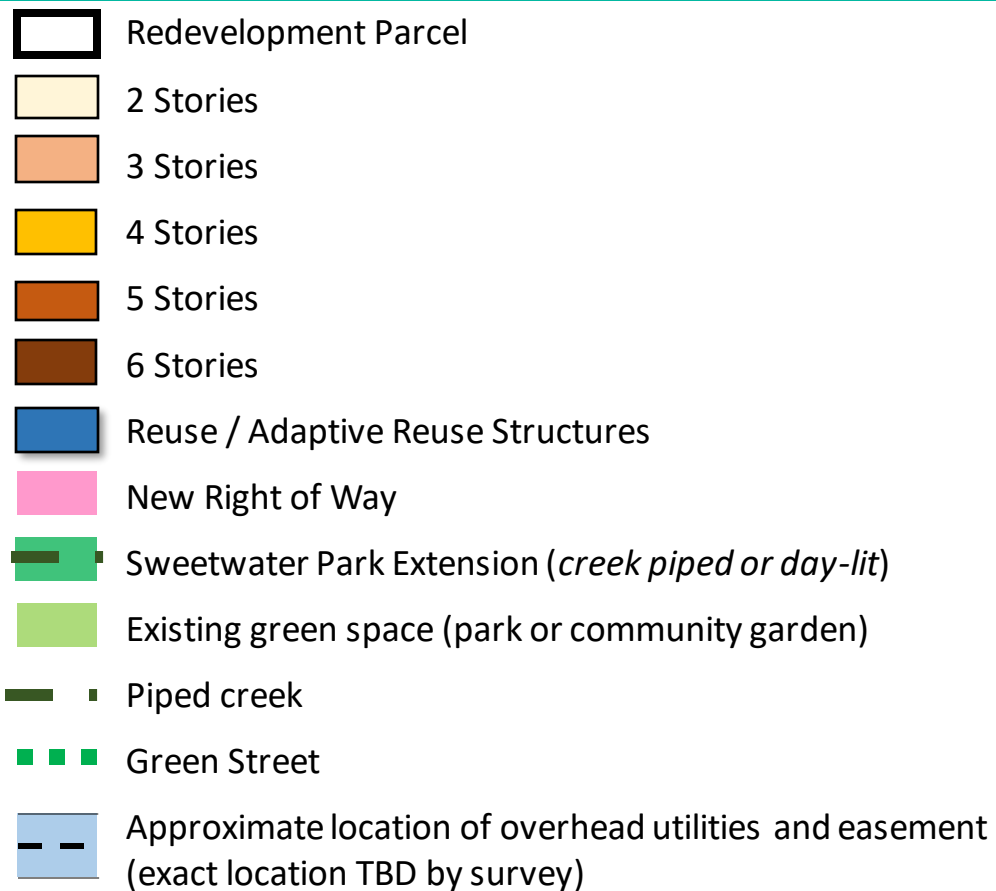 Redevelopment Parcel
2 Stories
3 Stories
4 Stories
5 Stories
6 Stories
Reuse / Adaptive Reuse Structures
New Right of Way
Sweetwater Park Extension (creek piped or day-lit)
Existing green space (park or community garden)
Piped creek
Green Street
Approximate location of overhead utilities and easement
(exact location TBD by survey)